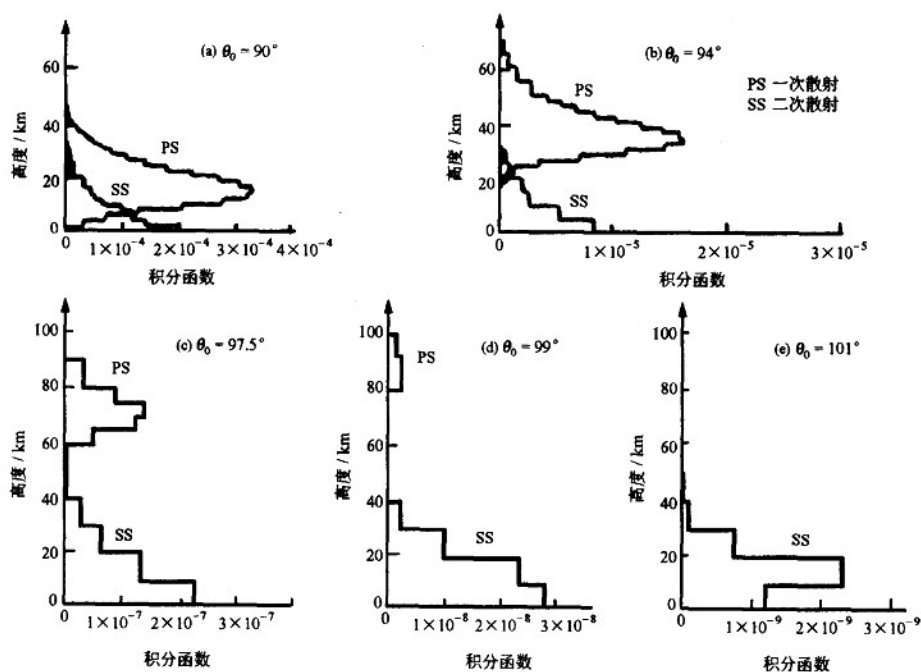 (a) θ₀ = 90°
60
40
20
0
高度 / km
PS
SS
0 1×10⁻⁴ 2×10⁻⁴ 3×10⁻⁴ 4×10⁻⁴
积分函数
(b) θ₀ = 94°
PS 一次散射
SS 二次散射
60
40
20
0
高度 / km
PS
SS
0 1×10⁻⁵ 2×10⁻⁵ 3×10⁻⁵
积分函数
(c) θ₀ = 97.5°
100
80
60
40
20
0
高度 / km
PS
SS
0 1×10⁻⁷ 2×10⁻⁷ 3×10⁻⁷
积分函数
(d) θ₀ = 99°
100
80
60
40
20
0
高度 / km
PS
SS
0 1×10⁻⁸ 2×10⁻⁸ 3×10⁻⁸
积分函数
(e) θ₀ = 101°
100
80
60
40
20
0
高度 / km
SS
0 1×10⁻⁹ 2×10⁻⁹ 3×10⁻⁹
积分函数